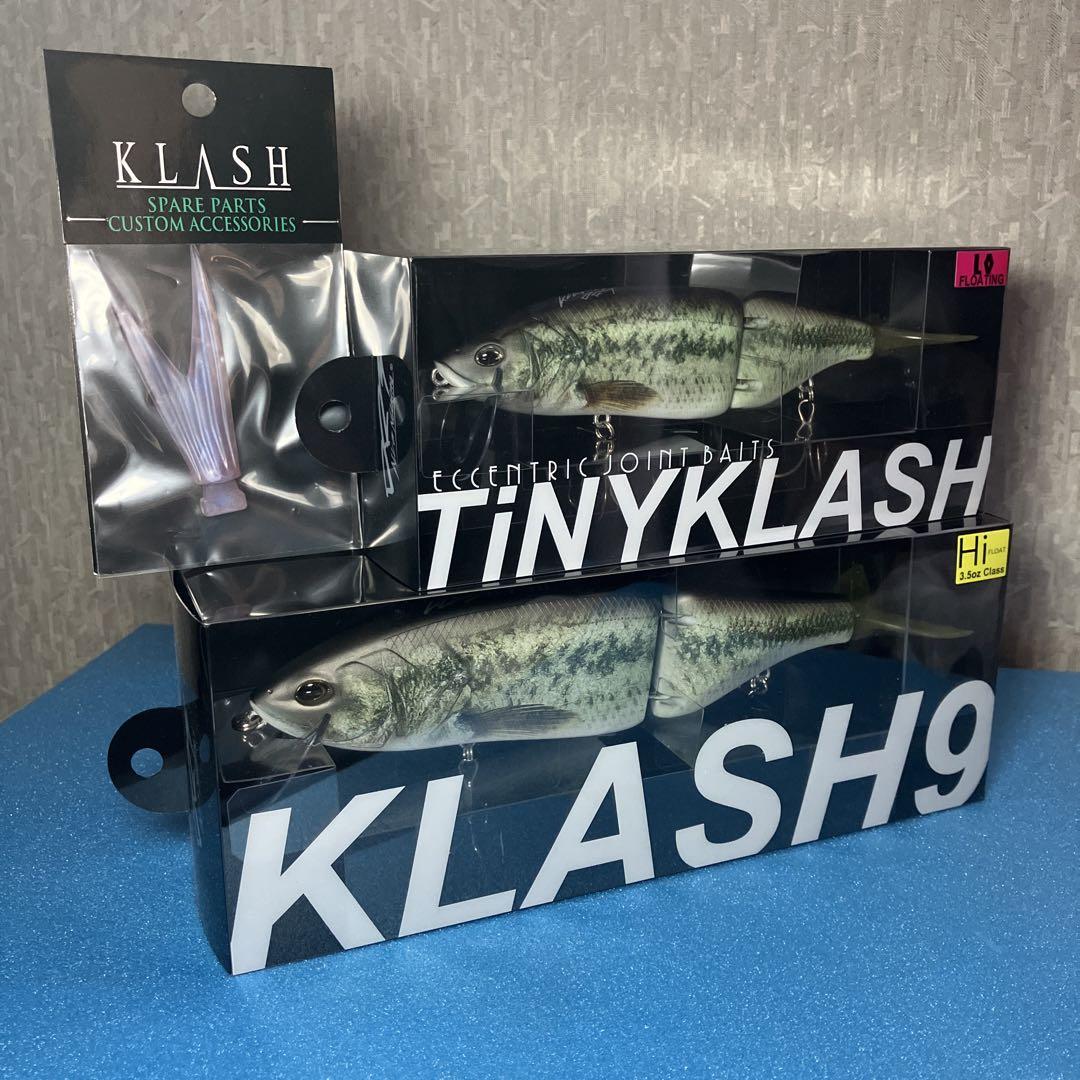 KLASH
SPARE PARTS
CUSTOM ACCESSORIES
LO
FLOATING
ECCENTRIC JOINT BAITS
TiNYKLASH
Hi FLOAT
3.5oz Class
KLASH9